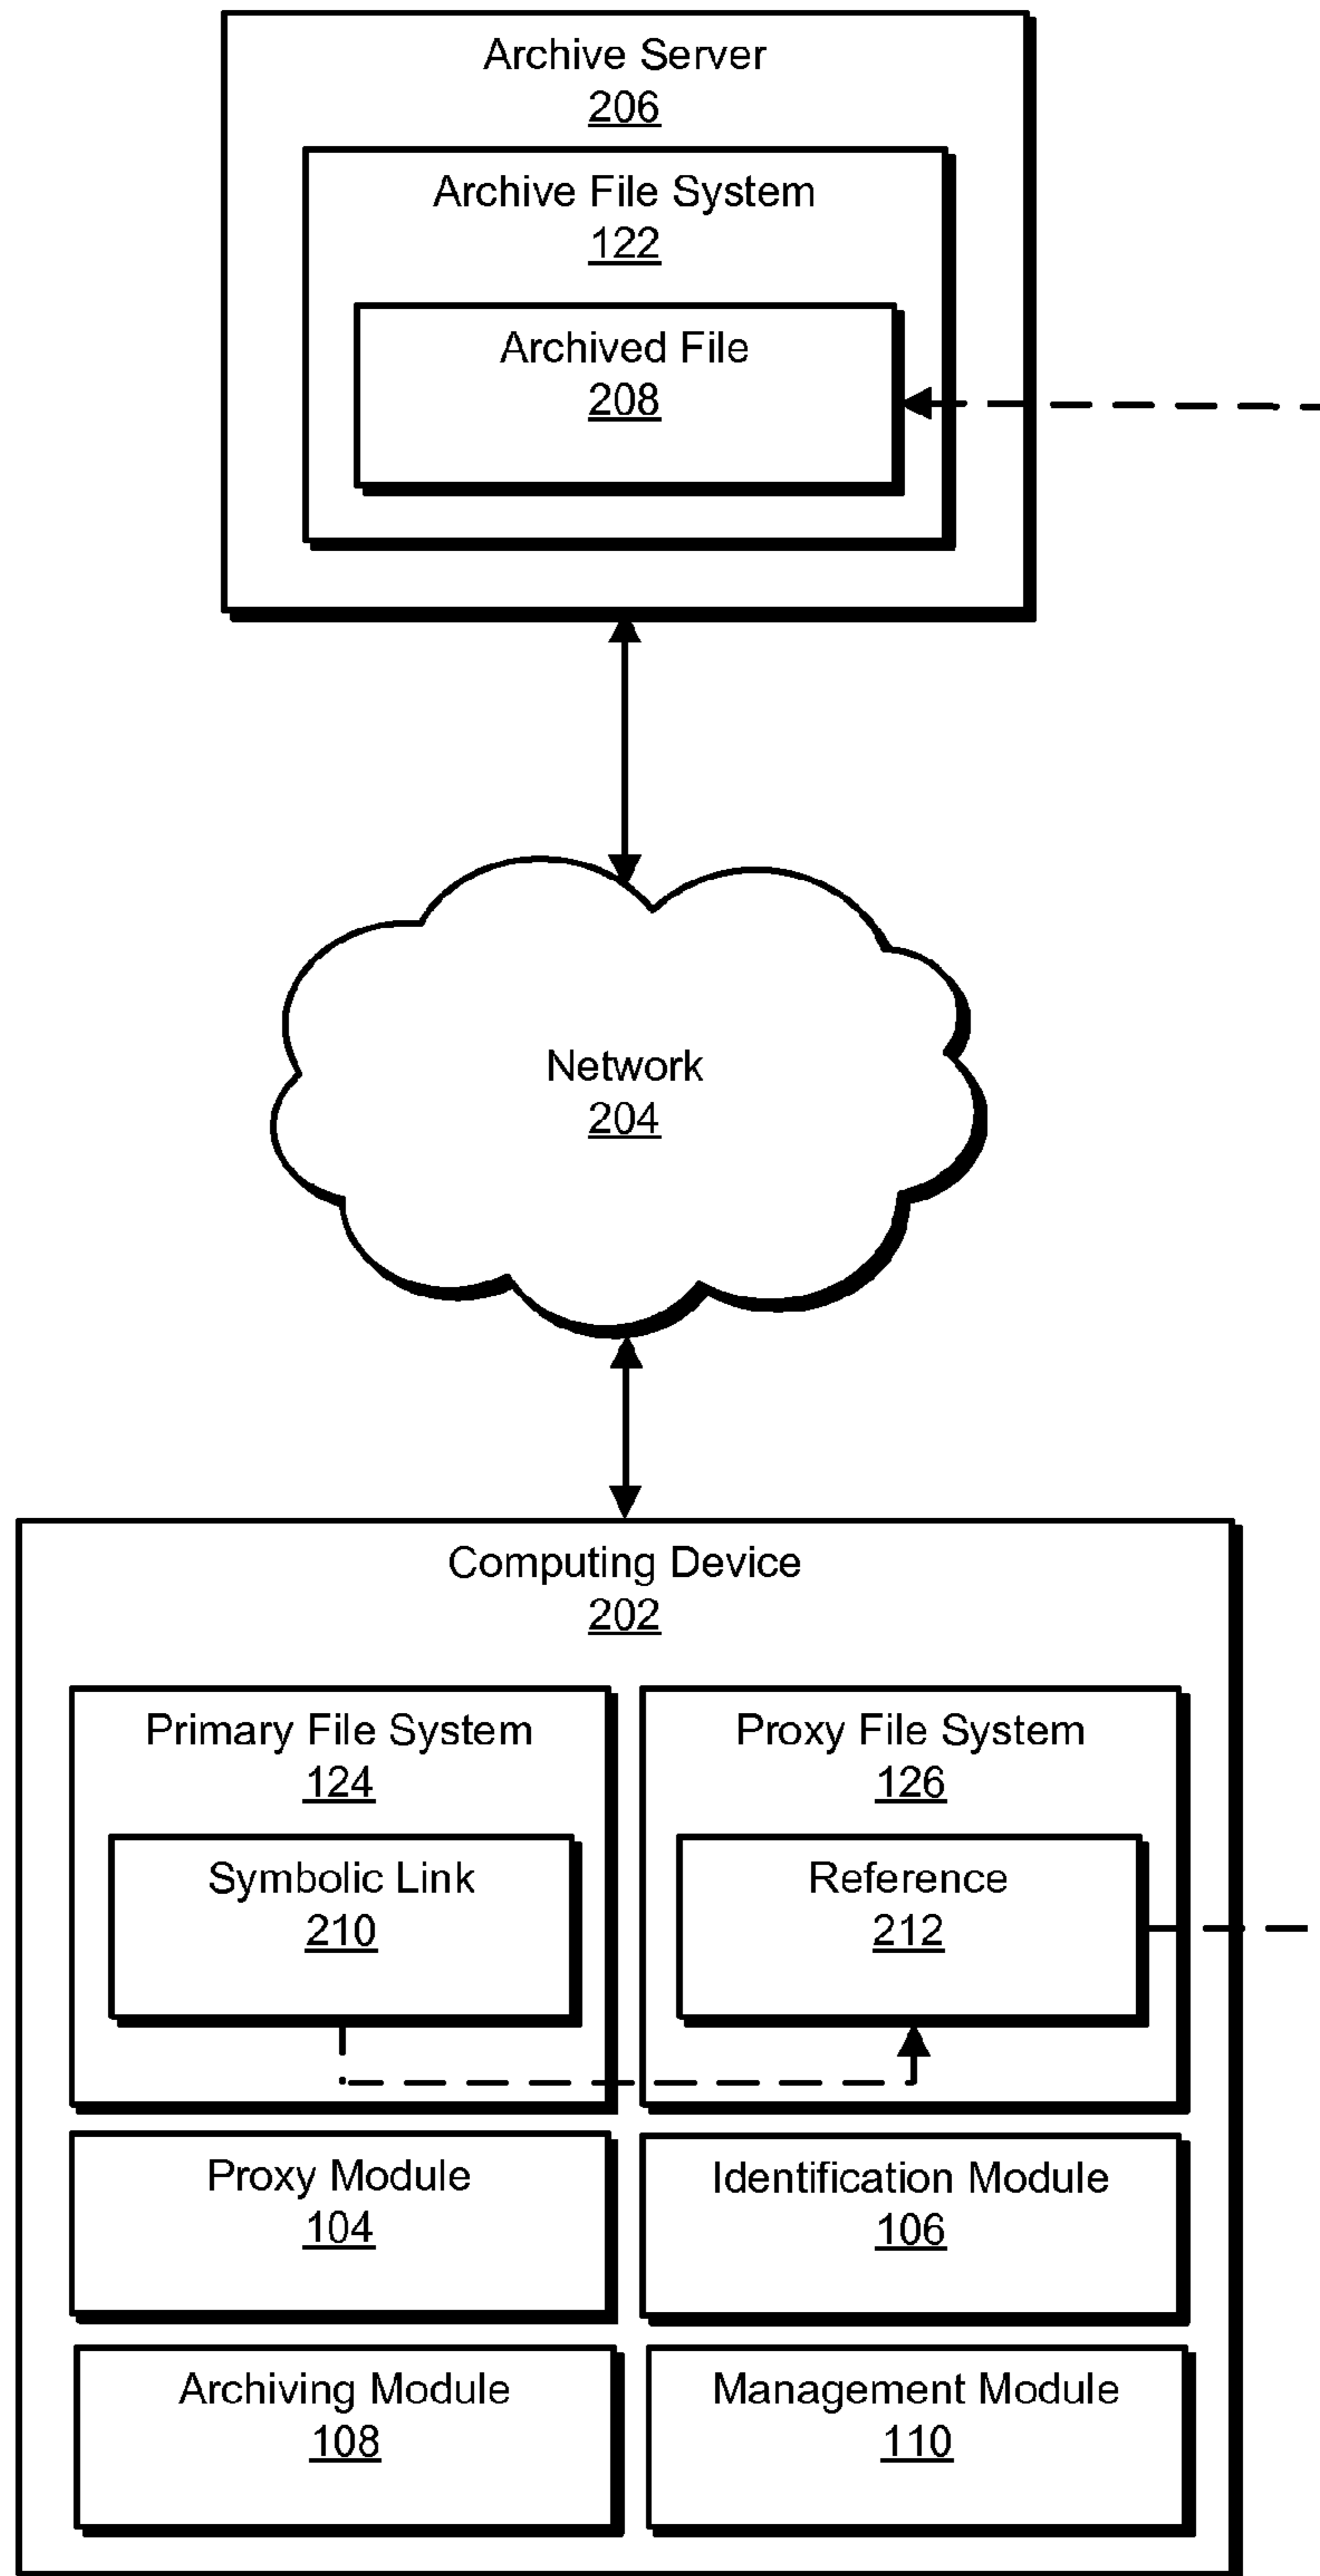 Archive Server
206
Archive File System
122
Archived File
208
Network
204
Computing Device
202
Primary File System
124
Symbolic Link
210
Proxy File System
126
Reference
212
Proxy Module
104
Identification Module
106
Archiving Module
108
Management Module
110